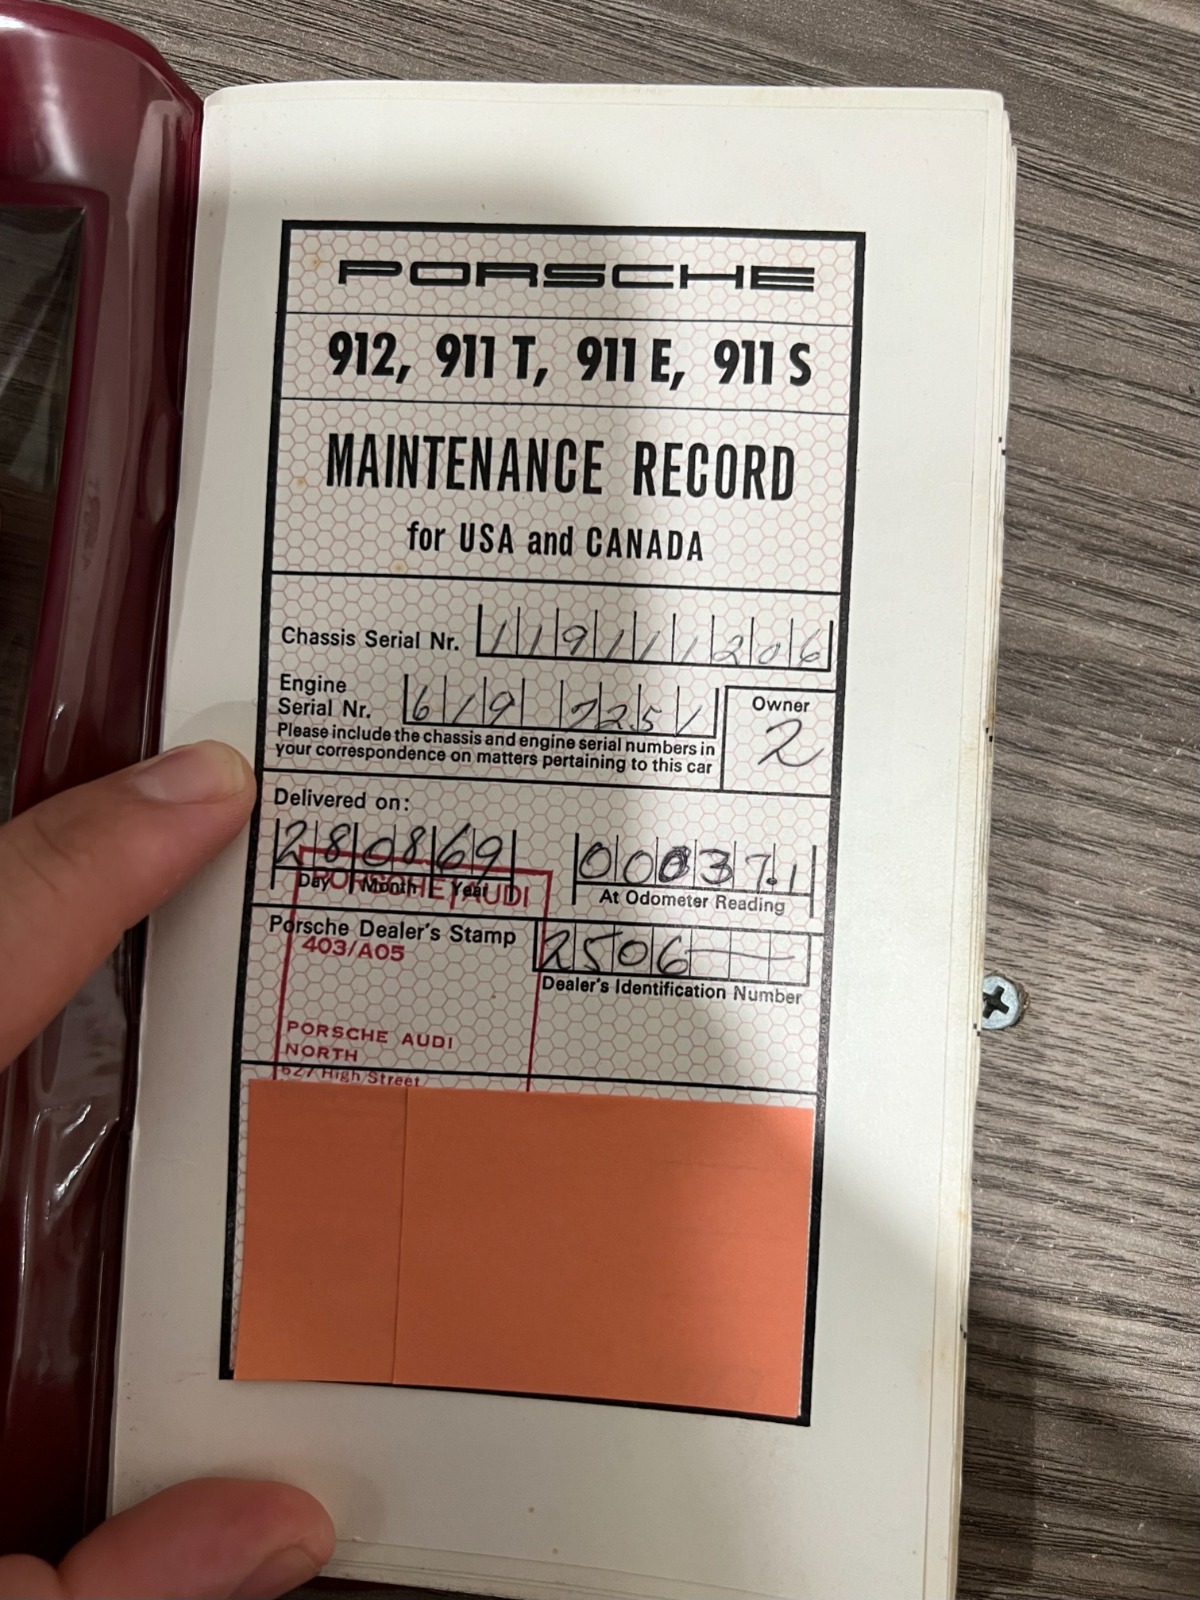 PORSCHE
912, 911 T, 911 E, 911 S
MAINTENANCE RECORD
for USA and CANADA
Chassis Serial Nr. 119111206
Engine
Serial Nr. 619 7251
Owner
2
Please include the chassis and engine serial numbers in
your correspondence on matters pertaining to this car
Delivered on:
280869
Day Month Year
00037.1
At Odometer Reading
PORSCHE AUDI
Porsche Dealer's Stamp
403/A05
2506
Dealer's Identification Number
PORSCHE AUDI
NORTH
627 High Street